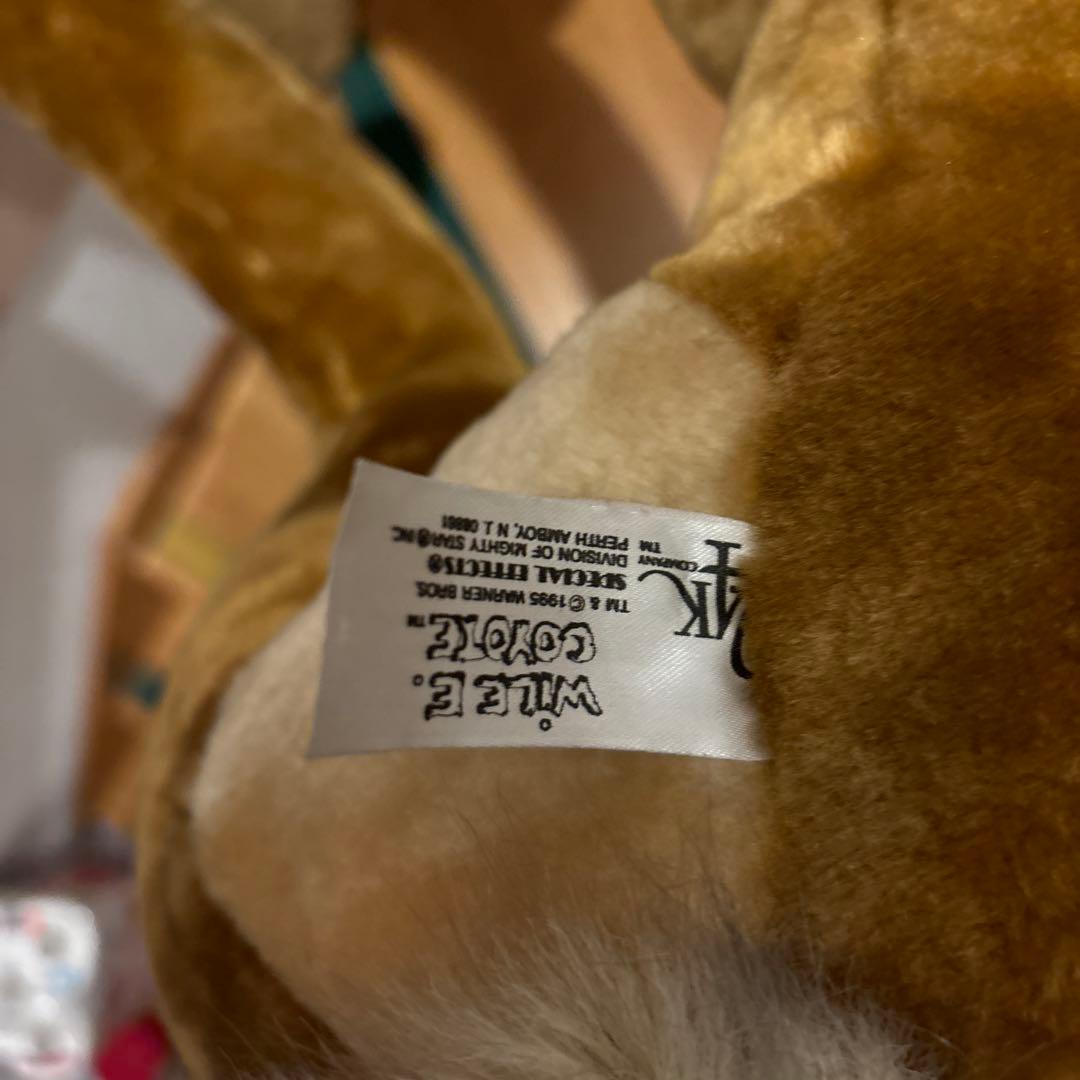 WILE E.
COYOTE™
TM & © 1995 WARNER BROS.
SPECIAL EFFECTS®
DIVISION OF MIGHTY STAR® INC.
PERTH AMBOY, N.J. 08861
COMPANY
TM